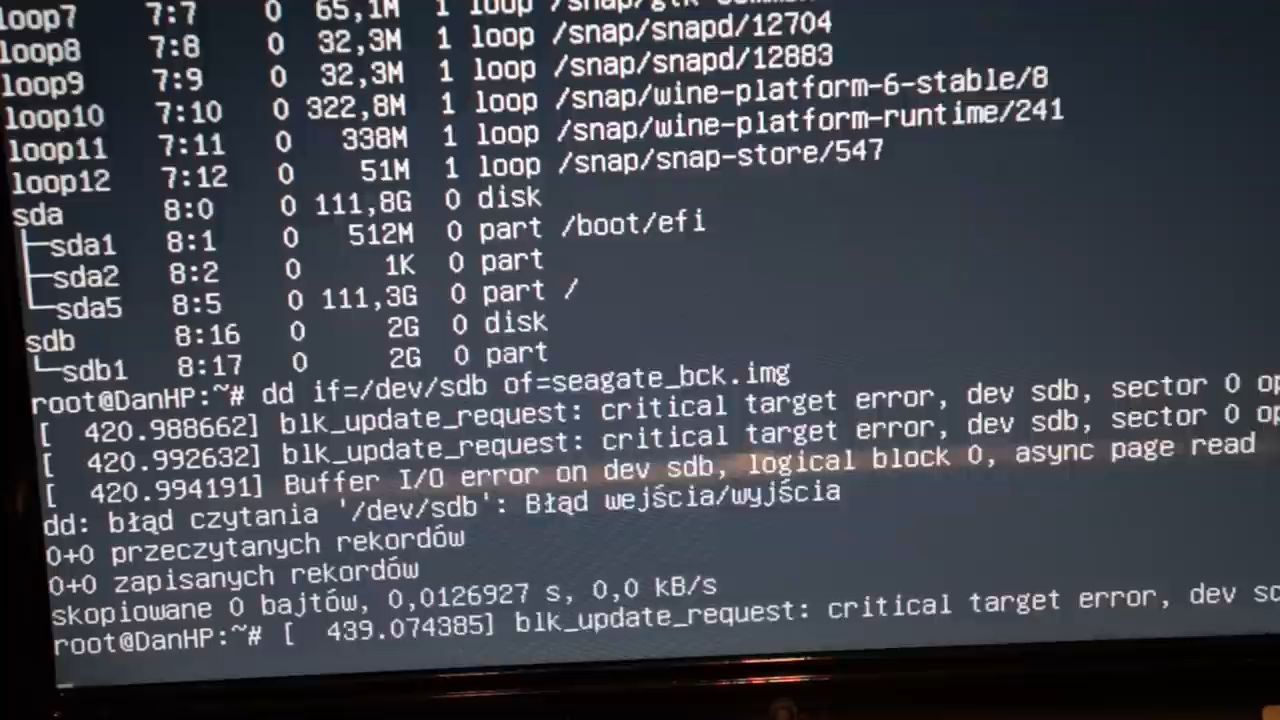 loop7 7:7 0 65,1M 1 loop
loop8 7:8 0 32,3M 1 loop /snap/snapd/12704
loop9 7:9 0 32,3M 1 loop /snap/snapd/12883
loop10 7:10 0 322,8M 1 loop /snap/wine-platform-6-stable/8
loop11 7:11 0 338M 1 loop /snap/wine-platform-runtime/241
loop12 7:12 0 51M 1 loop /snap/snap-store/547
sda 8:0 0 111,8G 0 disk
├─sda1 8:1 0 512M 0 part /boot/efi
├─sda2 8:2 0 1K 0 part
└─sda5 8:5 0 111,3G 0 part /
sdb 8:16 0 2G 0 disk
└─sdb1 8:17 0 2G 0 part
root@DanHP:~# dd if=/dev/sdb of=seagate_bck.img
[ 420.988662] blk_update_request: critical target error, dev sdb, sector 0 op
[ 420.992632] blk_update_request: critical target error, dev sdb, sector 0 op
[ 420.994191] Buffer I/O error on dev sdb, logical block 0, async page read
dd: błąd czytania '/dev/sdb': Błąd wejścia/wyjścia
0+0 przeczytanych rekordów
0+0 zapisanych rekordów
skopiowane 0 bajtów, 0,0126927 s, 0,0 kB/s
root@DanHP:~# [ 439.074385] blk_update_request: critical target error, dev